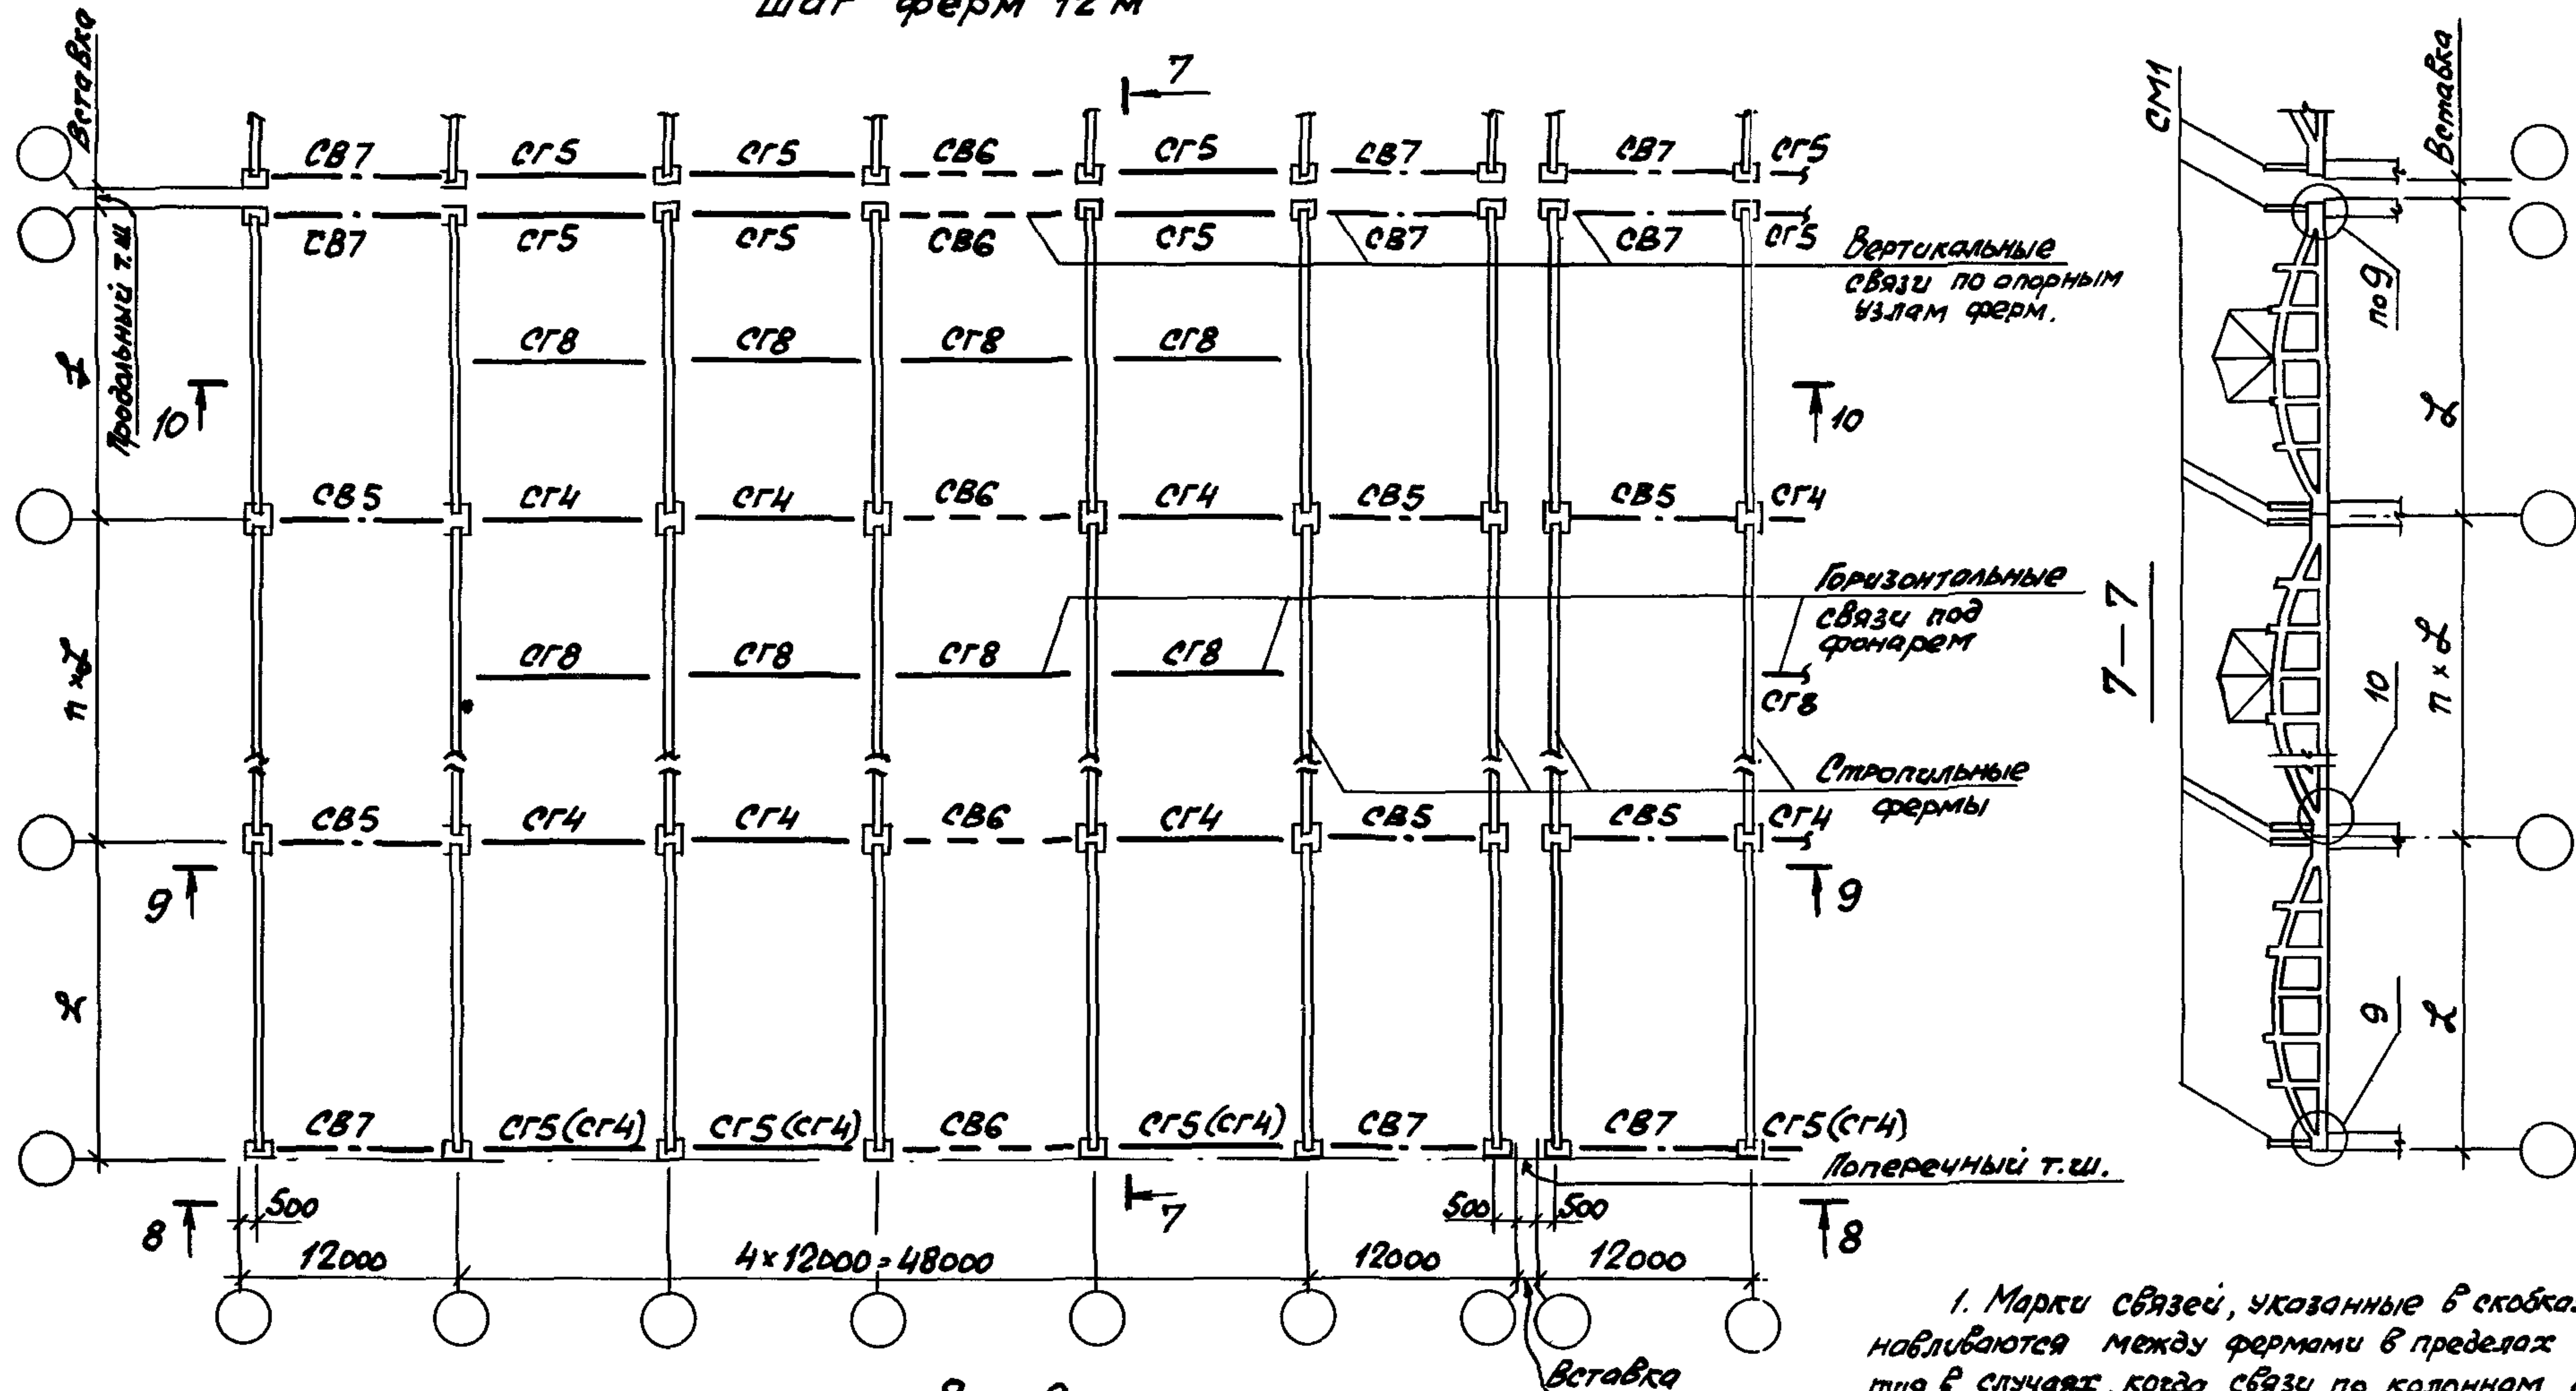 Шаг ферм 12 м
Вставка
7
СВ7 СГ5 СГ5 СВ6 СГ5 СВ7 СВ7 СГ5
СВ7 СГ5 СГ5 СВ6 СГ5 СВ7 СВ7 СГ5
Продольный т.ш.
Вертикальные
связи по опорным
узлам ферм.
L
СГ8 СГ8 СГ8 СГ8
10 10
СВ5 СГ4 СГ4 СВ6 СГ4 СВ5 СВ5 СГ4
Горизонтальные
связи под
фонарем
n×L
СГ8 СГ8 СГ8 СГ8
СГ8
Стропильные
фермы
СВ5 СГ4 СГ4 СВ6 СГ4 СВ5 СВ5 СГ4
9 9
L
СВ7 СГ5(СГ4) СГ5(СГ4) СВ6 СГ5(СГ4) СВ7 СВ7 СГ5(СГ4)
Поперечный т.ш.
8 500 7 500 500 8
12000 4×12000=48000 12000 12000
Вставка
7—7
СМ1
Вставка
по 9
L
10
n×L
9
L
1. Марки связей, указанные в
между фермами в пределах
в случаях, когда связи по колоннам